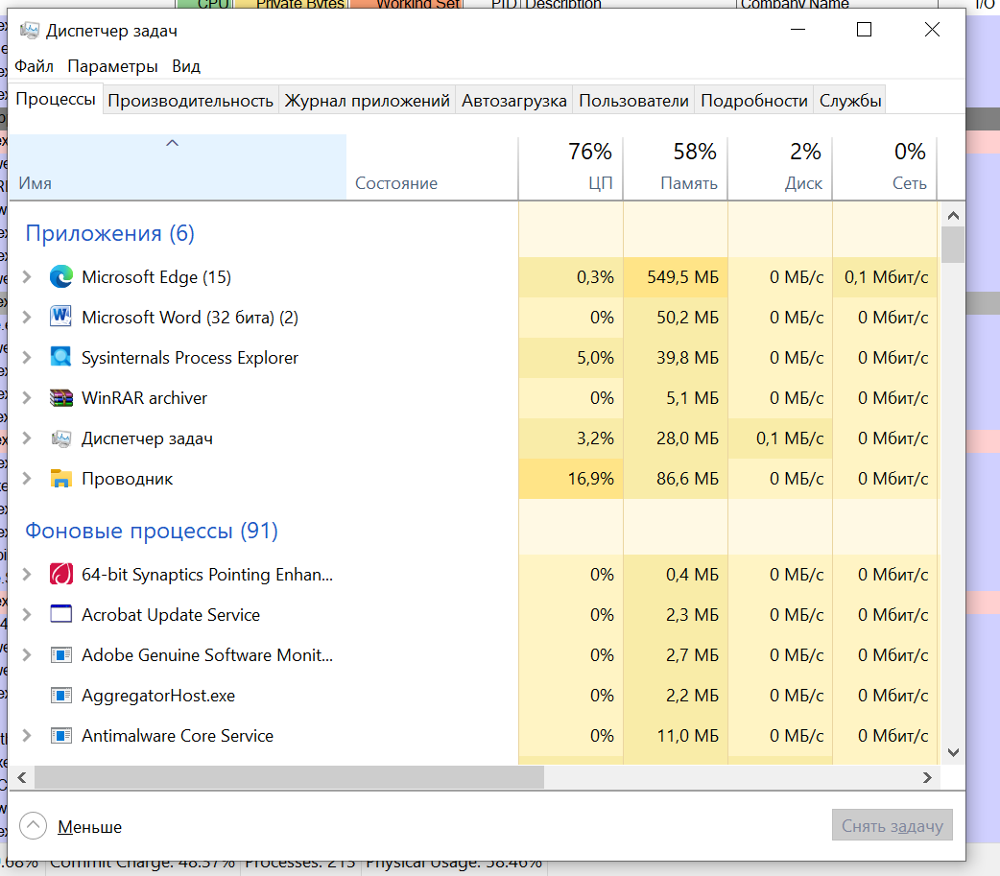 CPU Private Bytes Working Set PID Description Company Name I/O
Диспетчер задач
Файл Параметры Вид
Процессы Производительность Журнал приложений Автозагрузка Пользователи Подробности Службы
76% 58% 2% 0%
Имя Состояние ЦП Память Диск Сеть
Приложения (6)
Microsoft Edge (15) 0,3% 549,5 МБ 0 МБ/с 0,1 Мбит/с
Microsoft Word (32 бита) (2) 0% 50,2 МБ 0 МБ/с 0 Мбит/с
Sysinternals Process Explorer 5,0% 39,8 МБ 0 МБ/с 0 Мбит/с
WinRAR archiver 0% 5,1 МБ 0 МБ/с 0 Мбит/с
Диспетчер задач 3,2% 28,0 МБ 0,1 МБ/с 0 Мбит/с
Проводник 16,9% 86,6 МБ 0 МБ/с 0 Мбит/с
Фоновые процессы (91)
64-bit Synaptics Pointing Enhan... 0% 0,4 МБ 0 МБ/с 0 Мбит/с
Acrobat Update Service 0% 2,3 МБ 0 МБ/с 0 Мбит/с
Adobe Genuine Software Monit... 0% 2,7 МБ 0 МБ/с 0 Мбит/с
AggregatorHost.exe 0% 2,2 МБ 0 МБ/с 0 Мбит/с
Antimalware Core Service 0% 11,0 МБ 0 МБ/с 0 Мбит/с
Меньше Снять задачу
Commit Charge: 48.37% Processes: 213 Physical Usage: 58.46%